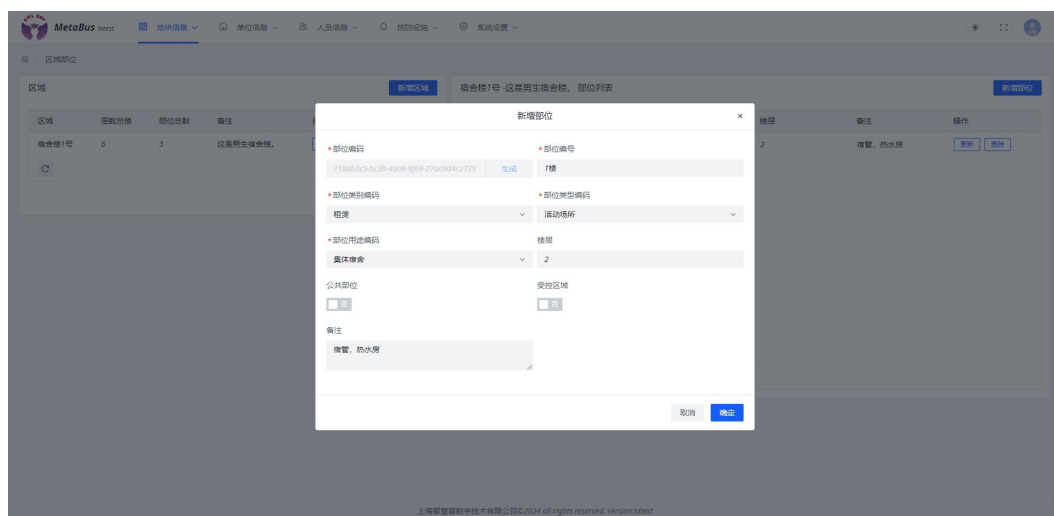 MetaBus latest 地块信息 单位信息 人员信息 技防设施 系统设置
区域部位
区域 新增区域 宿舍楼1号-这是男生宿舍楼。 部位列表 新增部位
区域 层数总楼 部位总数 备注 楼层 备注 操作
宿舍楼1号 6 3 这是男生宿舍楼。 2 宿管，热水房 更新 删除
新增部位 ×
*部位编码 *部位编号
718db2c5-bc30-4a08-9f69-27aa9d4c2735 生成 1楼
*部位类别编码 *部位类型编码
租赁 活动场所
*部位用途编码 楼层
集体宿舍 2
公共部位 受控区域
否 否
备注
宿管，热水房
取消 确定